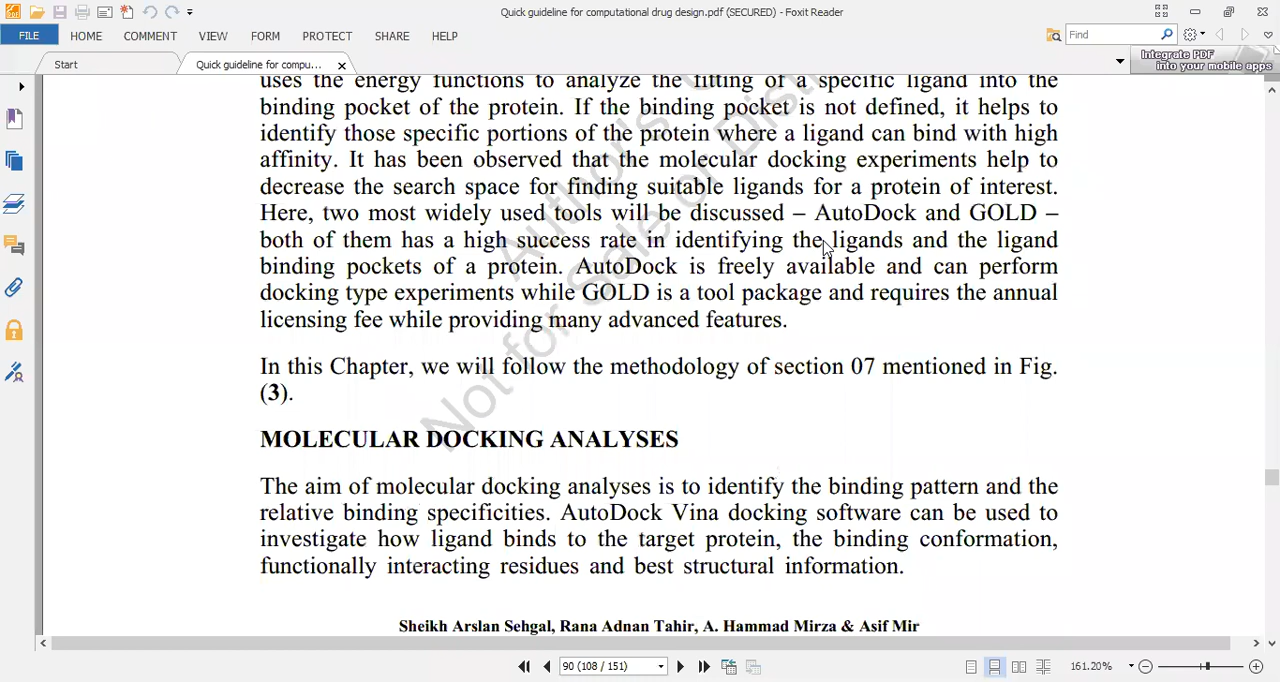 Quick guideline for computational drug design.pdf (SECURED) - Foxit Reader
FILE HOME COMMENT VIEW FORM PROTECT SHARE HELP
Find
Start Quick guideline for compu...
Integrate PDF
into your mobile apps
uses the energy functions to analyze the fitting of a specific ligand into the
binding pocket of the protein. If the binding pocket is not defined, it helps to
identify those specific portions of the protein where a ligand can bind with high
affinity. It has been observed that the molecular docking experiments help to
decrease the search space for finding suitable ligands for a protein of interest.
Here, two most widely used tools will be discussed – AutoDock and GOLD –
both of them has a high success rate in identifying the ligands and the ligand
binding pockets of a protein. AutoDock is freely available and can perform
docking type experiments while GOLD is a tool package and requires the annual
licensing fee while providing many advanced features.
In this Chapter, we will follow the methodology of section 07 mentioned in Fig.
(3).
MOLECULAR DOCKING ANALYSES
The aim of molecular docking analyses is to identify the binding pattern and the
relative binding specificities. AutoDock Vina docking software can be used to
investigate how ligand binds to the target protein, the binding conformation,
functionally interacting residues and best structural information.
Sheikh Arslan Sehgal, Rana Adnan Tahir, A. Hammad Mirza & Asif Mir
Author's
Not for Sale or
90 (108 / 151)
161.20%